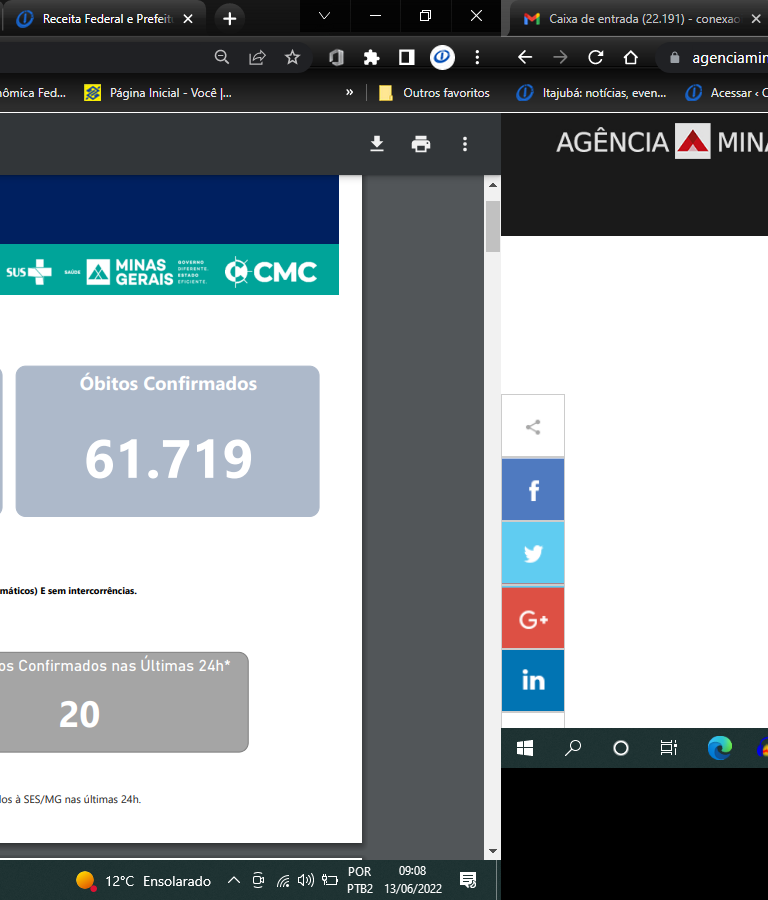 Receita Federal e Prefeit
Caixa de entrada (22.191) - conexao
agenciamin
nômica Fed...
Página Inicial - Você |...
»
Outros favoritos
Itajubá: notícias, even...
Acessar ‹ C
AGÊNCIA MINA
SUS
SAÚDE
MINAS
GERAIS
GOVERNO
DIFERENTE.
ESTADO
EFICIENTE.
CMC
Óbitos Confirmados
61.719
máticos) E sem intercorrências.
os Confirmados nas Últimas 24h*
20
dos à SES/MG nas últimas 24h.
f
G+
in
12°C Ensolarado
POR
PTB2
09:08
13/06/2022